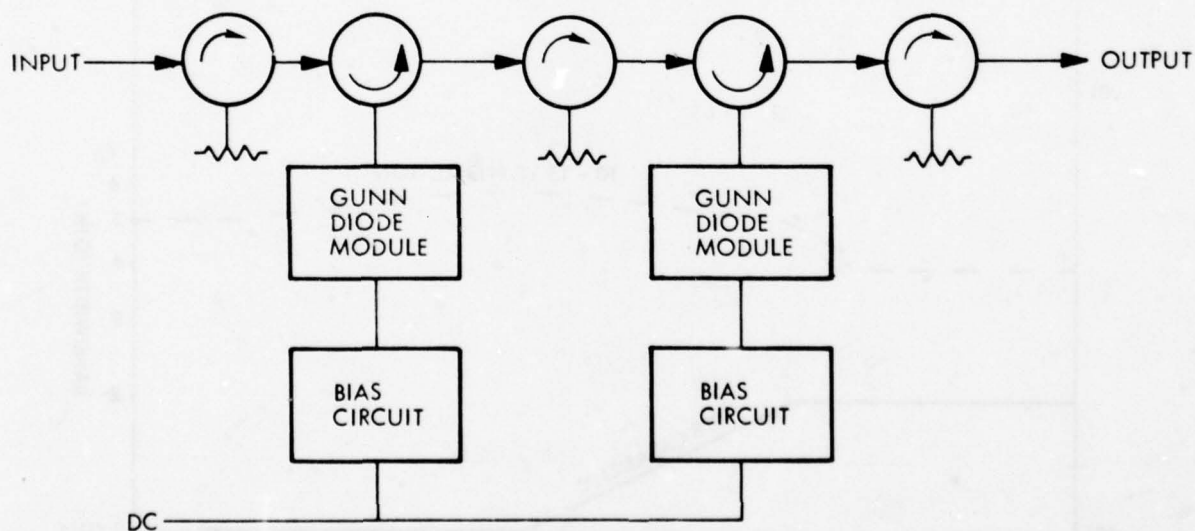 INPUT
OUTPUT
GUNN
DIODE
MODULE
GUNN
DIODE
MODULE
BIAS
CIRCUIT
BIAS
CIRCUIT
DC